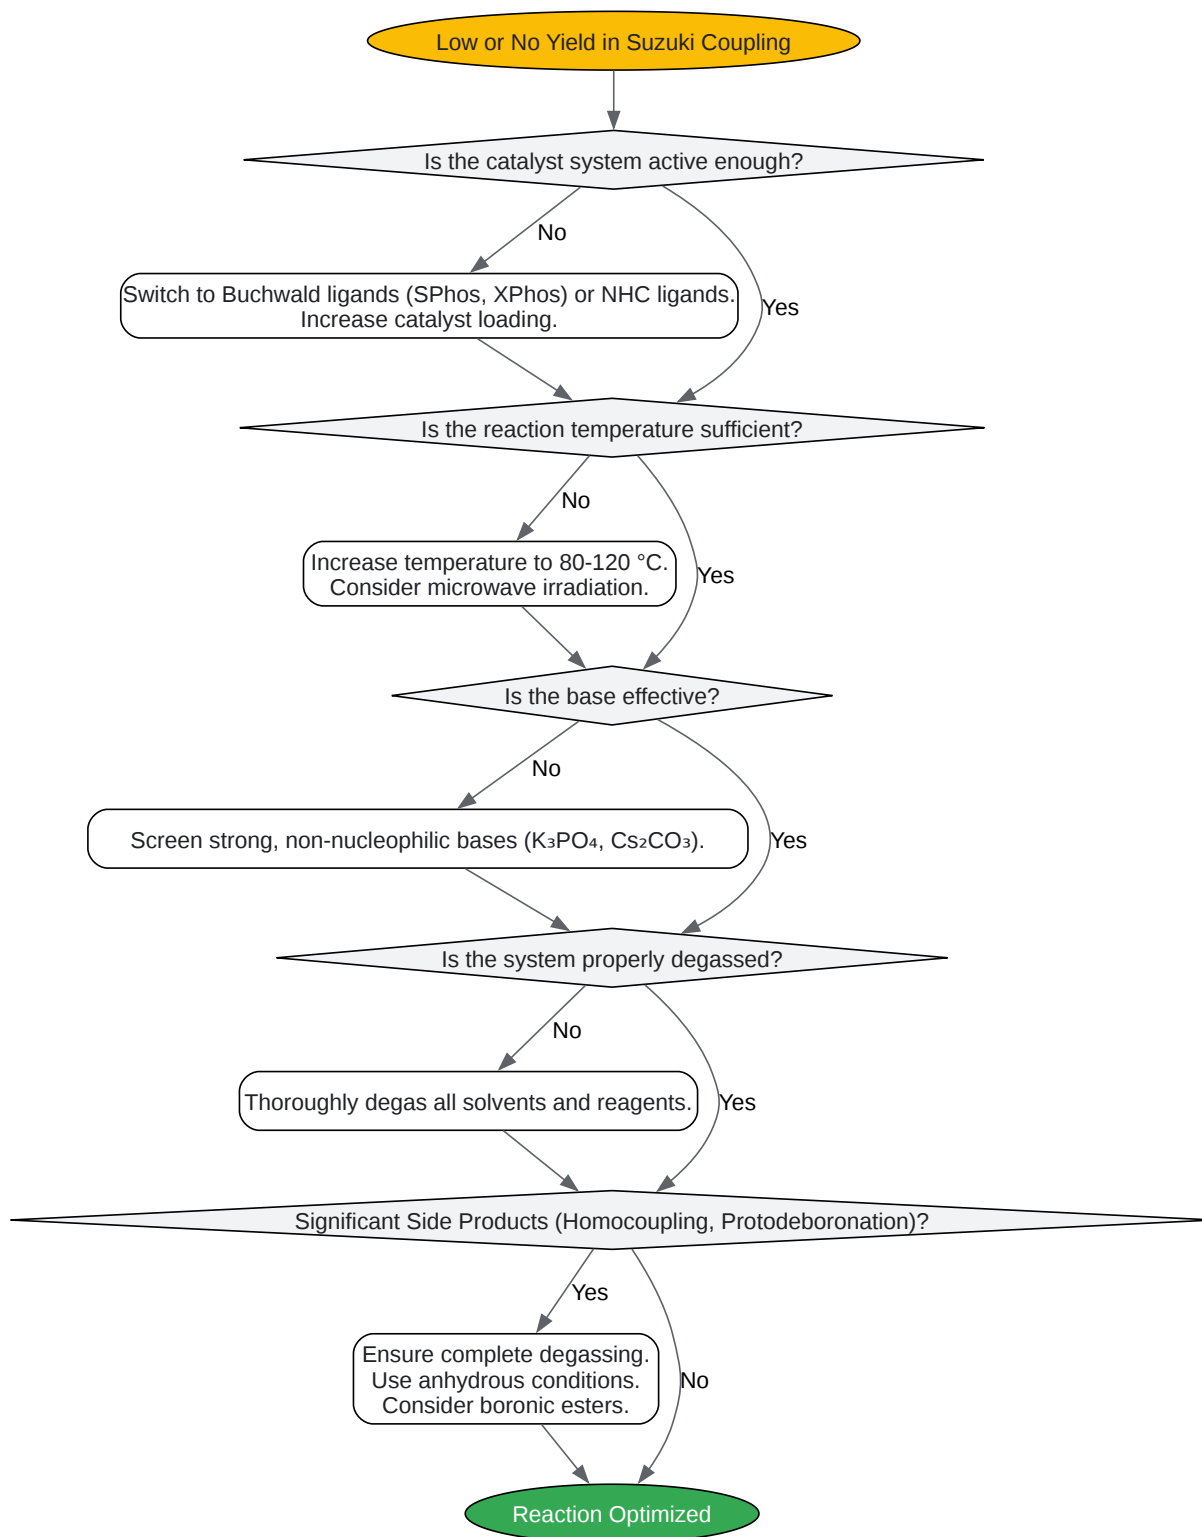 Low or No Yield in Suzuki Coupling
Is the catalyst system active enough?
No
Switch to Buchwald ligands (SPhos, XPhos) or NHC ligands.
Increase catalyst loading.
Yes
Is the reaction temperature sufficient?
No
Increase temperature to 80-120 °C.
Consider microwave irradiation.
Yes
Is the base effective?
No
Screen strong, non-nucleophilic bases (K₃PO₄, Cs₂CO₃).
Yes
Is the system properly degassed?
No
Thoroughly degas all solvents and reagents.
Yes
Significant Side Products (Homocoupling, Protodeboronation)?
Yes
Ensure complete degassing.
Use anhydrous conditions.
Consider boronic esters.
No
Reaction Optimized